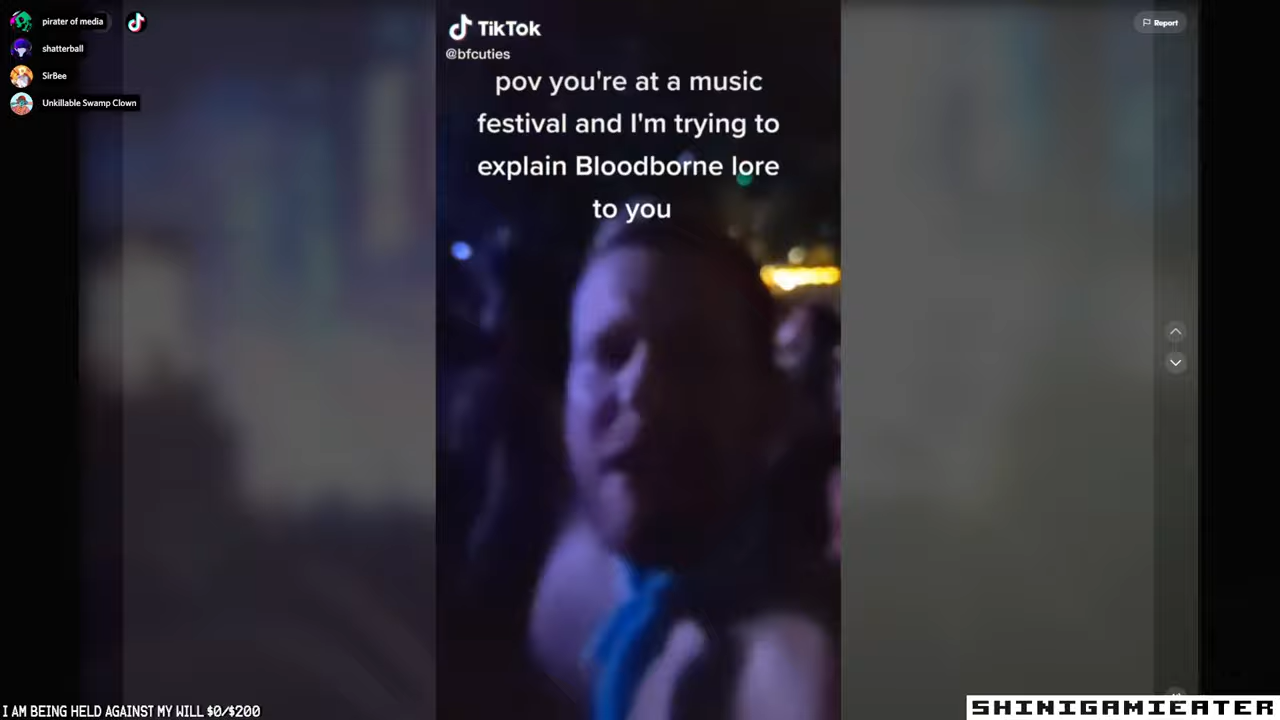 pirater of media
shatterball
SirBee
Unkillable Swamp Clown
TikTok
@bfcuties
pov you're at a music
festival and I'm trying to
explain Bloodborne lore
to you
Report
I AM BEING HELD AGAINST MY WILL $0/$200
SHINIGAMIEATER